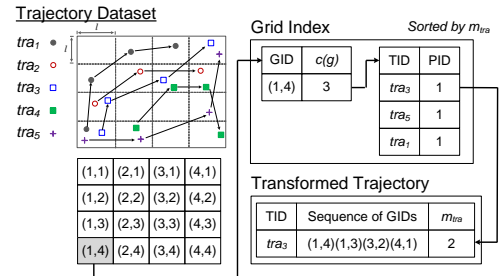 Trajectory Dataset
l
l
tra1
tra2
tra3
tra4
tra5
(1,1) (2,1) (3,1) (4,1)
(1,2) (2,2) (3,2) (4,2)
(1,3) (2,3) (3,3) (4,3)
(1,4) (2,4) (3,4) (4,4)
Grid Index
Sorted by mtra
GID c(g)
(1,4) 3
TID PID
tra3 1
tra5 1
tra1 1
Transformed Trajectory
TID Sequence of GIDs mtra
tra3 (1,4)(1,3)(3,2)(4,1) 2